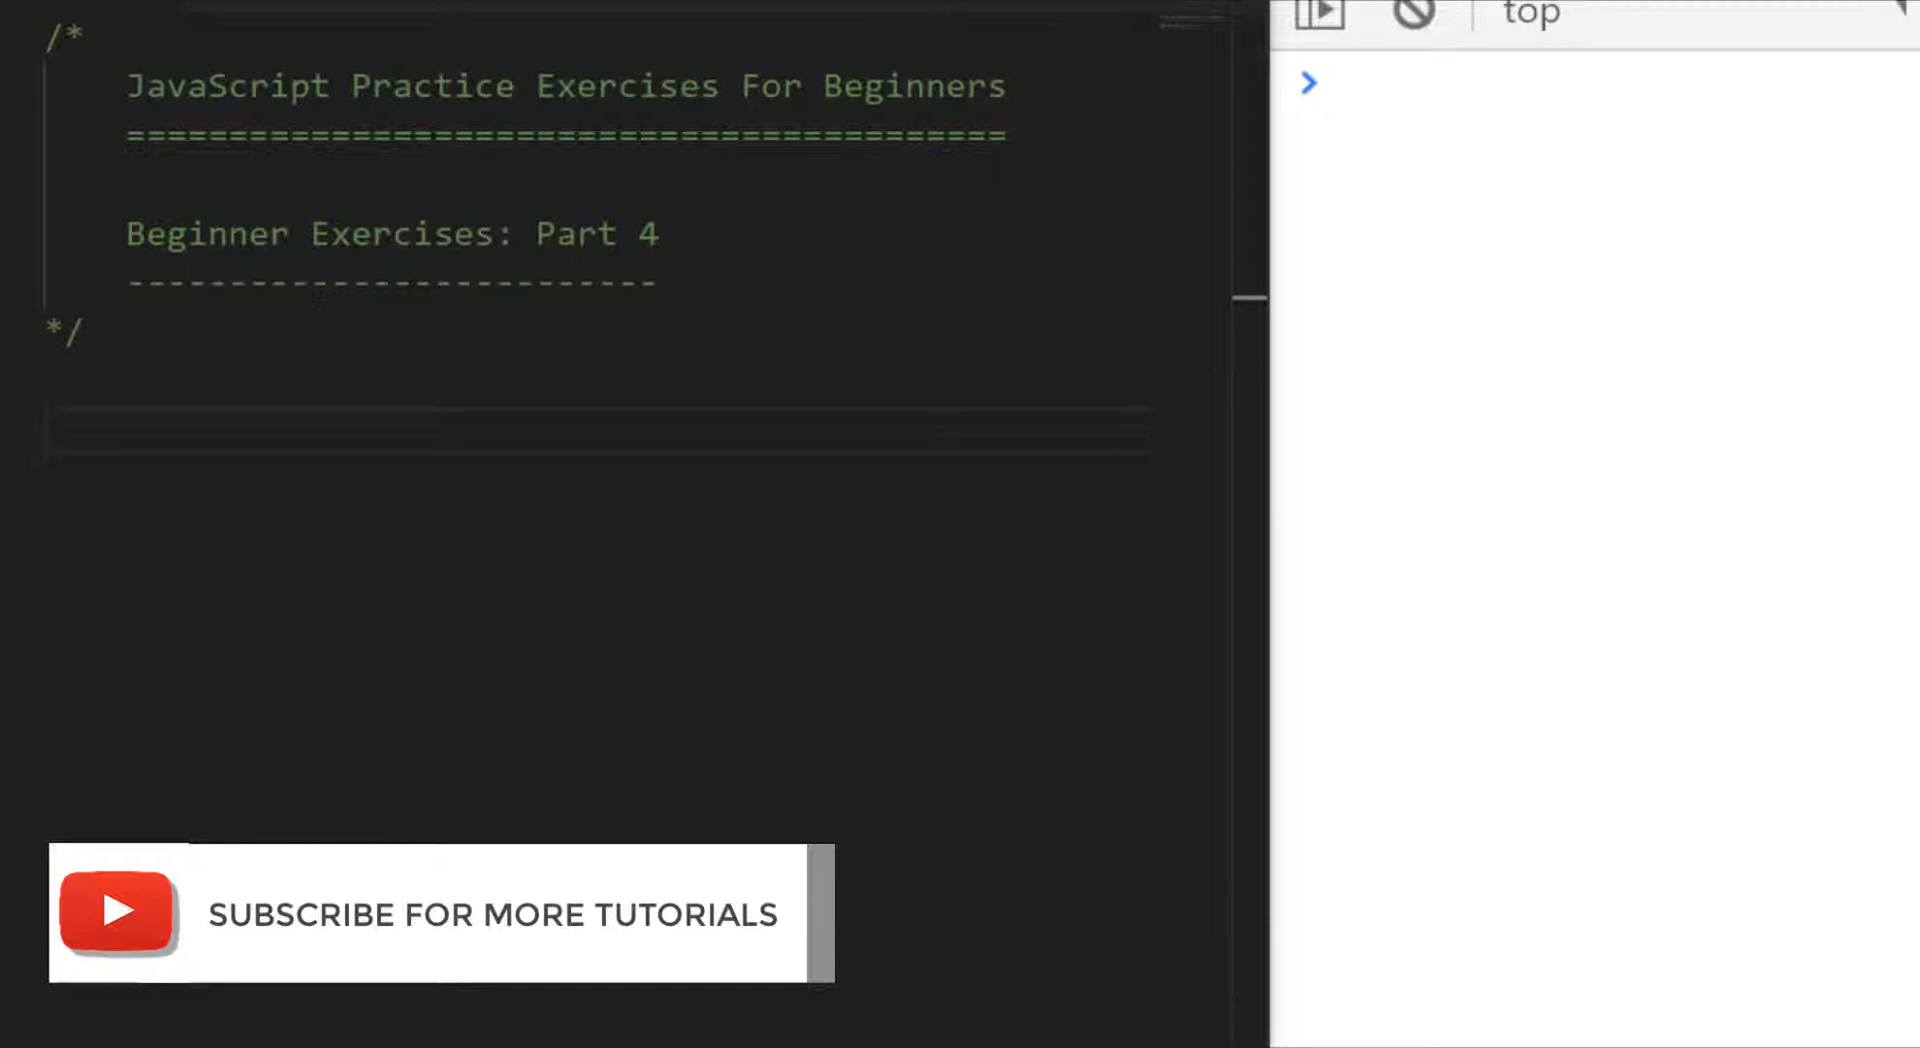 /*
JavaScript Practice Exercises For Beginners
===========================================
Beginner Exercises: Part 4
--------------------------
*/
top
>
SUBSCRIBE FOR MORE TUTORIALS